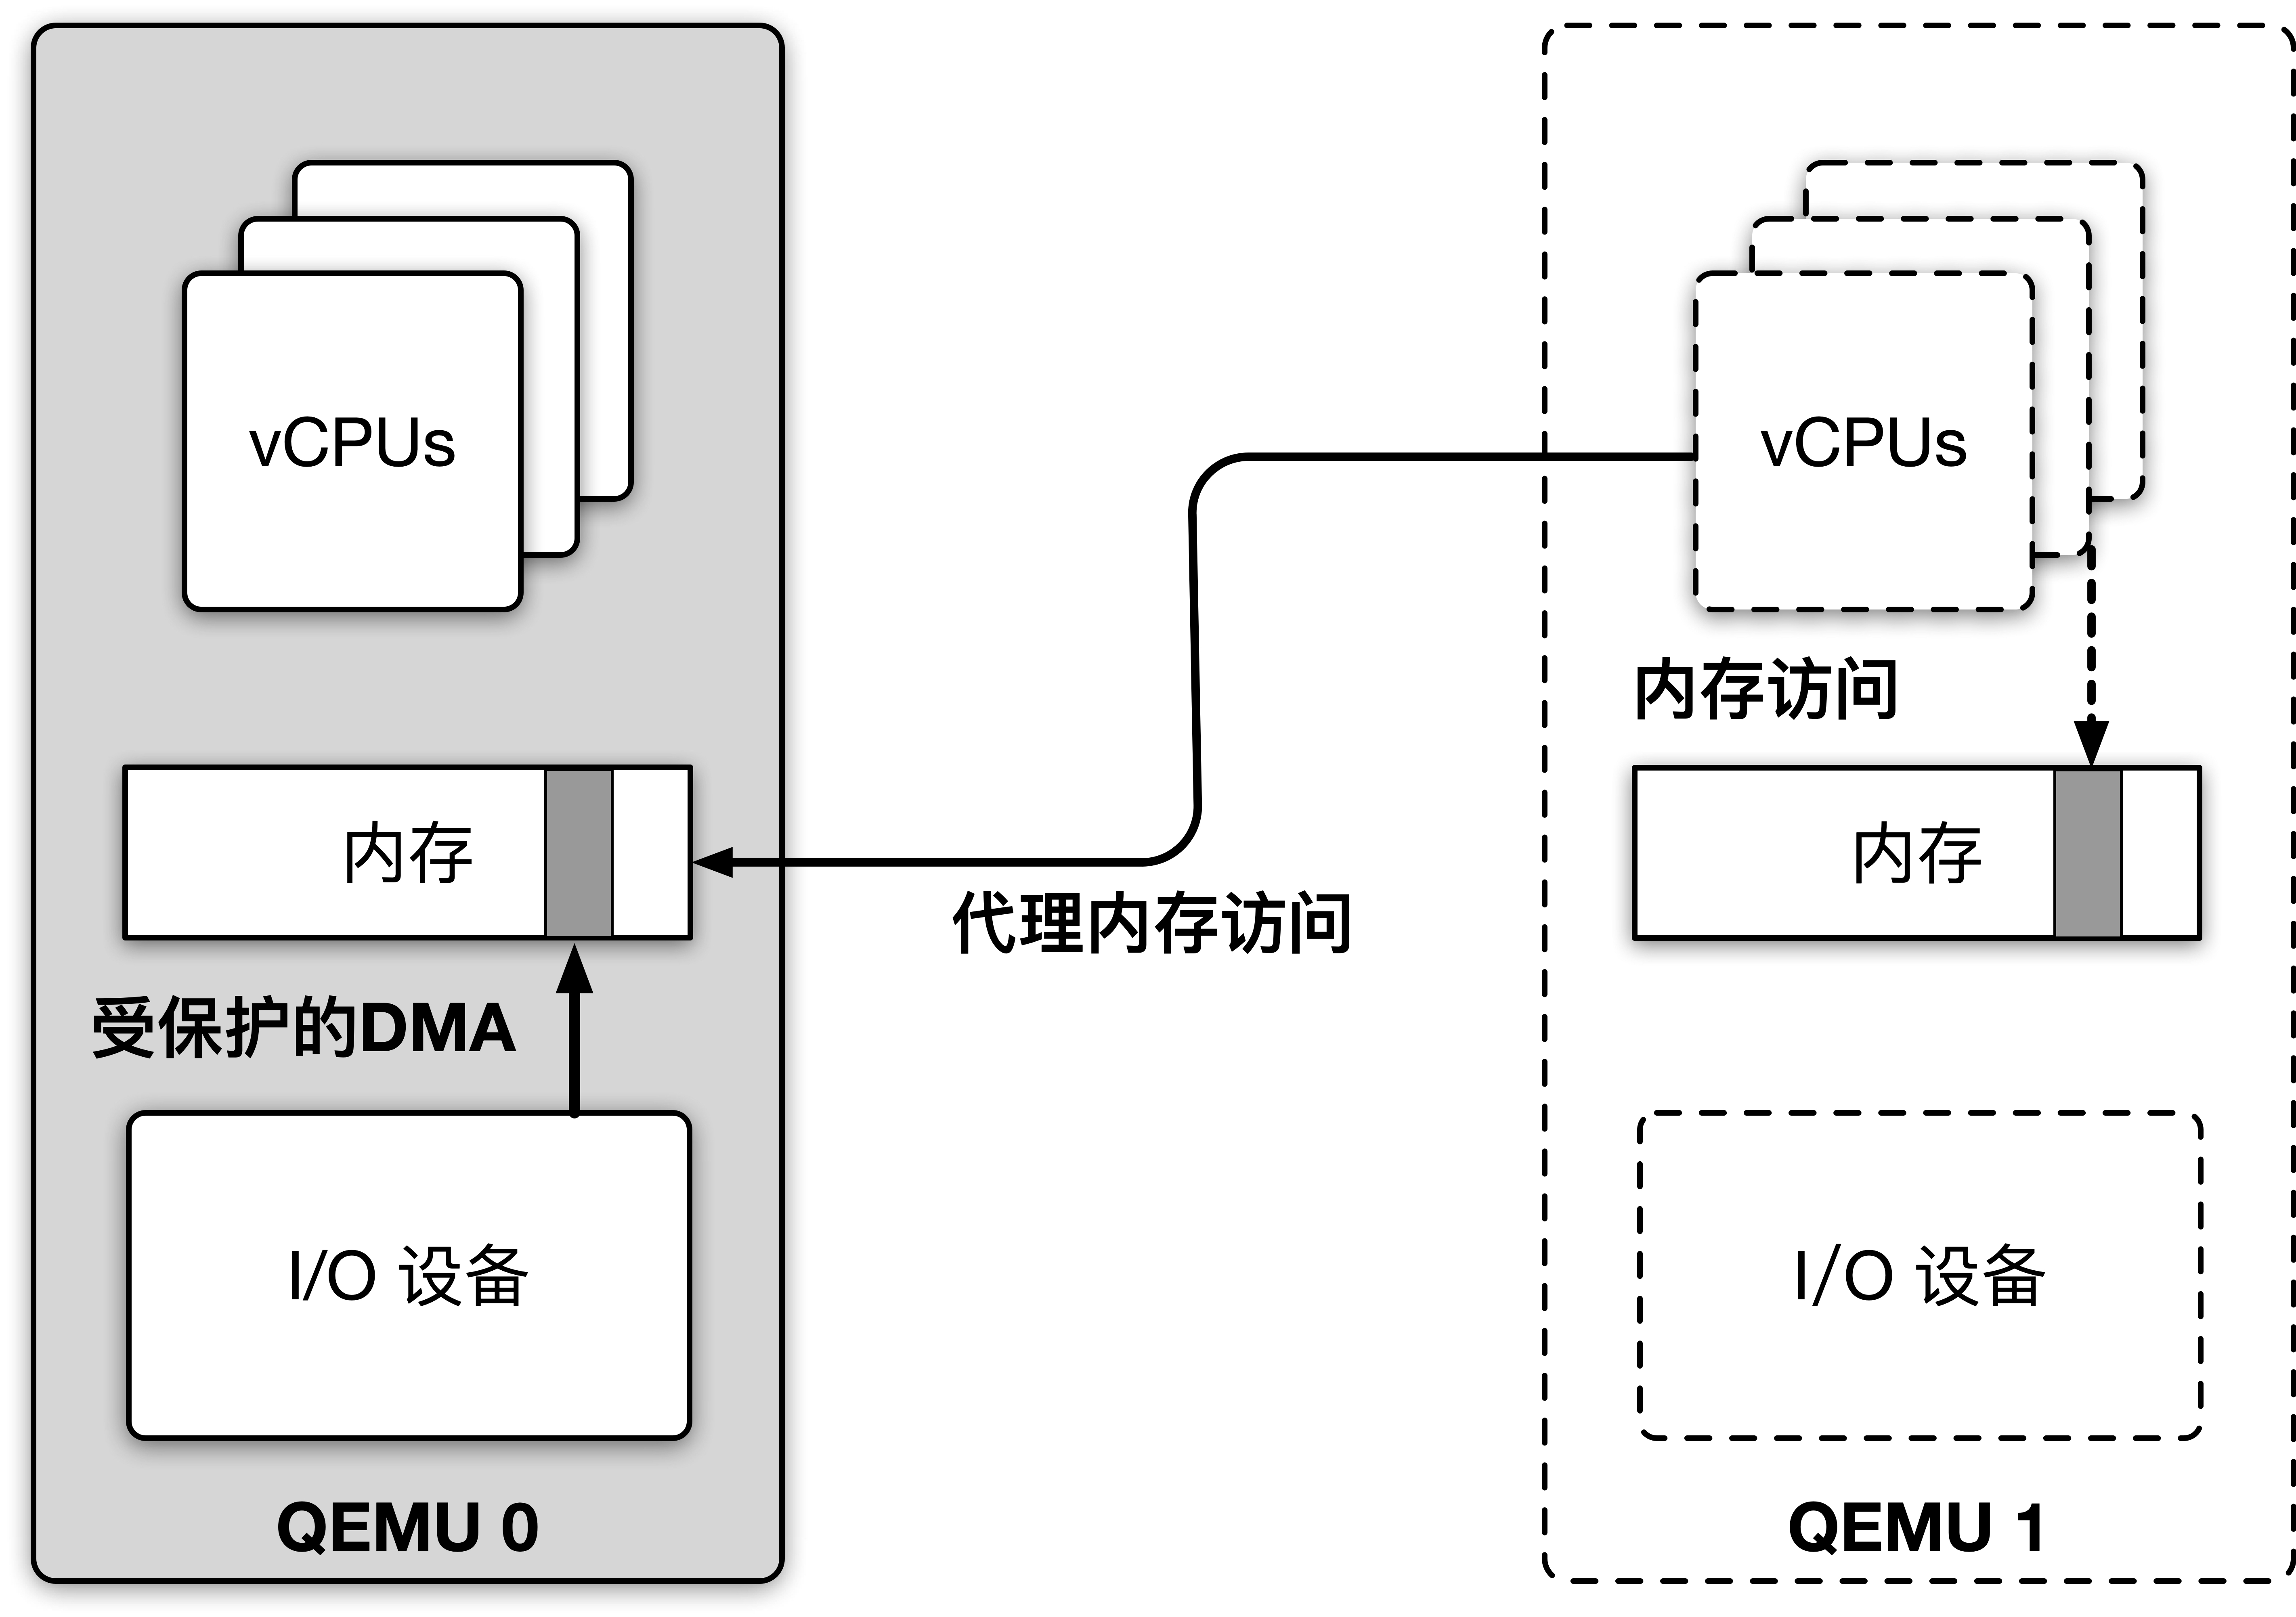 vCPUs
内存
受保护的DMA
I/O 设备
QEMU 0
代理内存访问
vCPUs
内存访问
内存
I/O 设备
QEMU 1